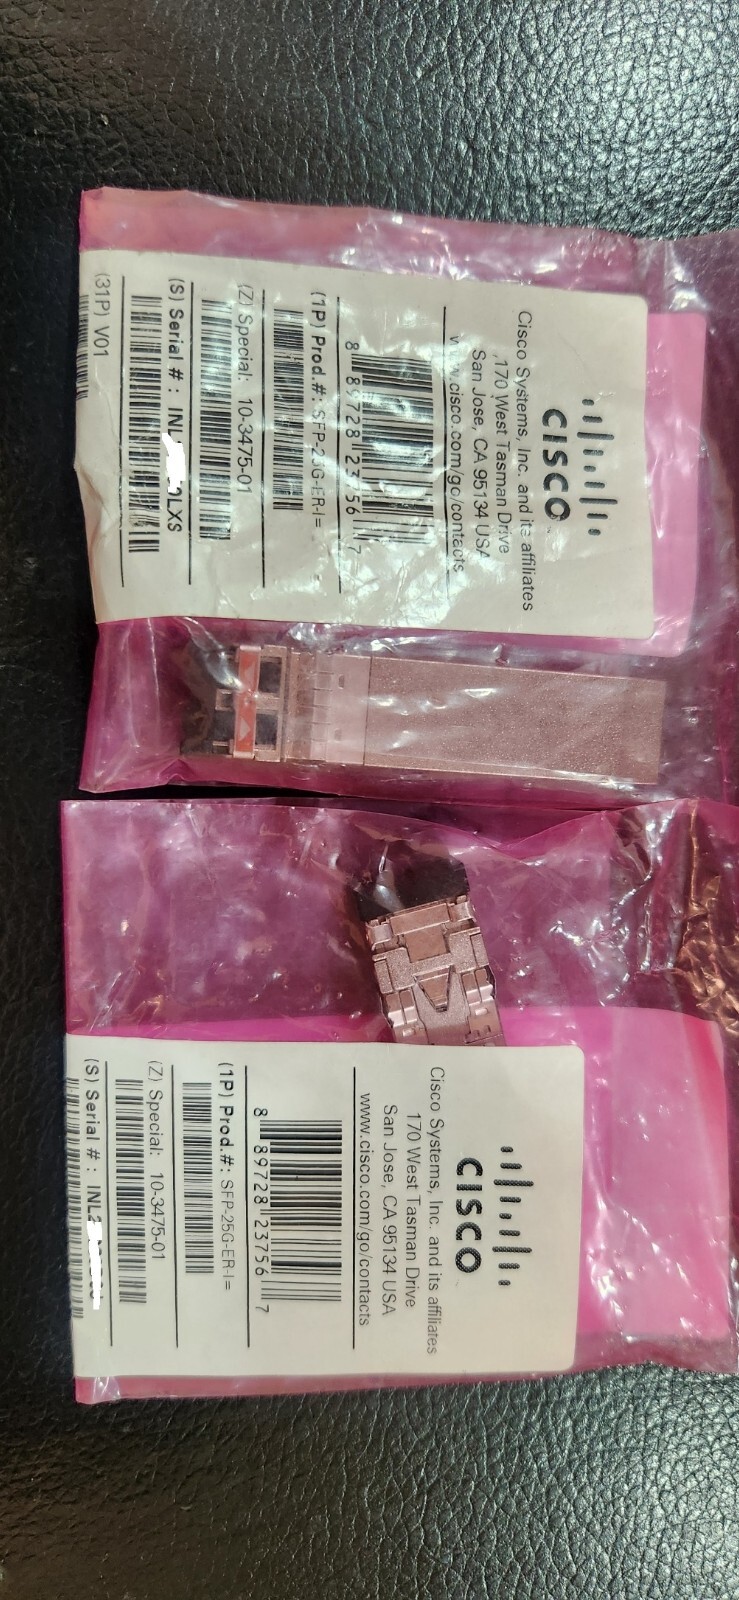 CISCO
Cisco Systems, Inc. and its affiliates
170 West Tasman Drive
San Jose, CA 95134 USA
www.cisco.com/go/contacts
8 89728 23756 7
(1P) Prod.#: SFP-25G-ER-I=
(Z) Special: 10-3475-01
(S) Serial #: INL LXS
(31P) V01
CISCO
Cisco Systems, Inc. and its affiliates
170 West Tasman Drive
San Jose, CA 95134 USA
www.cisco.com/go/contacts
8 89728 23756 7
(1P) Prod.#: SFP-25G-ER-I=
(Z) Special: 10-3475-01
(S) Serial #: INL